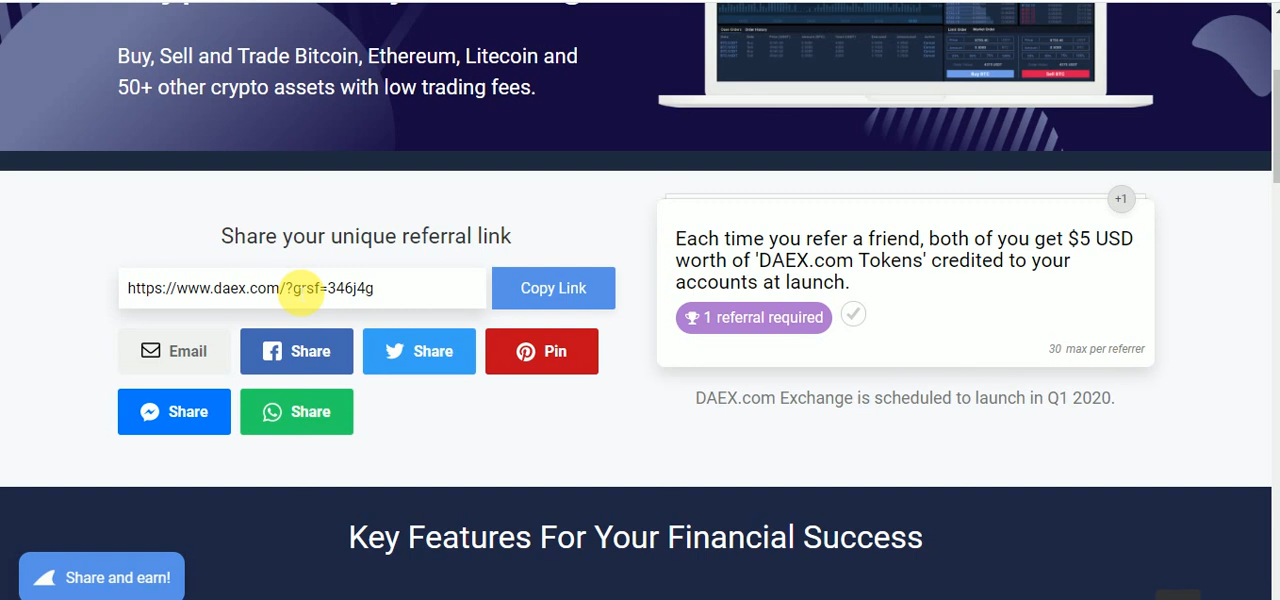 Buy, Sell and Trade Bitcoin, Ethereum, Litecoin and
50+ other crypto assets with low trading fees.
Buy BTC
Sell BTC
Share your unique referral link
https://www.daex.com/?grsf=346j4g
Copy Link
Email
Share
Share
Pin
Share
Share
+1
Each time you refer a friend, both of you get $5 USD
worth of 'DAEX.com Tokens' credited to your
accounts at launch.
1 referral required
30 max per referrer
DAEX.com Exchange is scheduled to launch in Q1 2020.
Key Features For Your Financial Success
Share and earn!